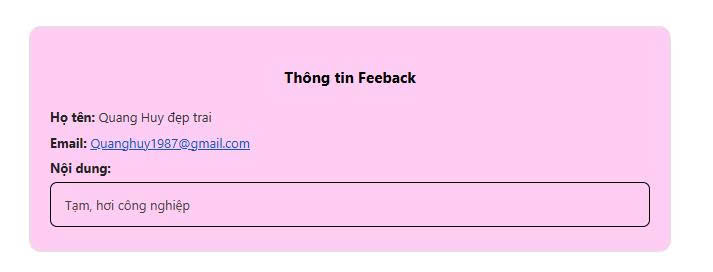 Thông tin Feeback
Họ tên: Quang Huy đẹp trai
Email: Quanghuy1987@gmail.com
Nội dung:
Tạm, hơi công nghiệp